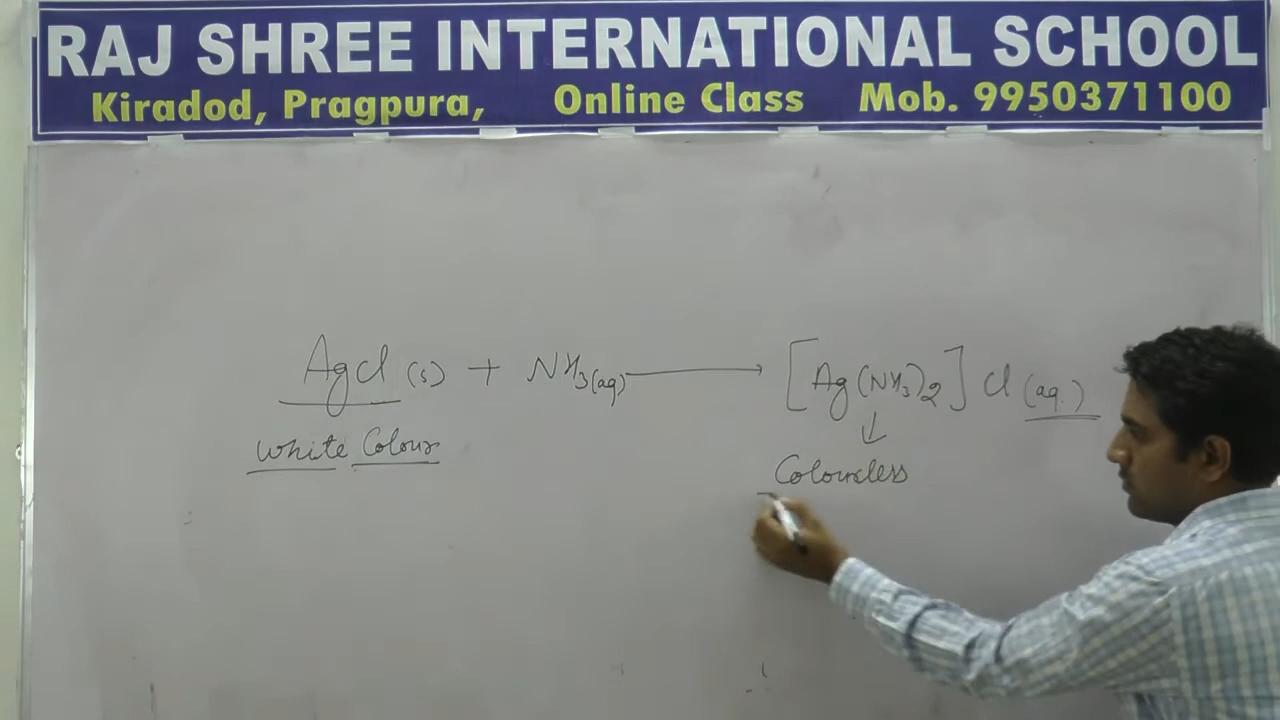 RAJ SHREE INTERNATIONAL SCHOOL
Kiradod, Pragpura, Online Class Mob. 9950371100
AgCl (s) + NH3(aq) → [Ag(NH3)2] Cl (aq.)
White Colour
↓
Colourless